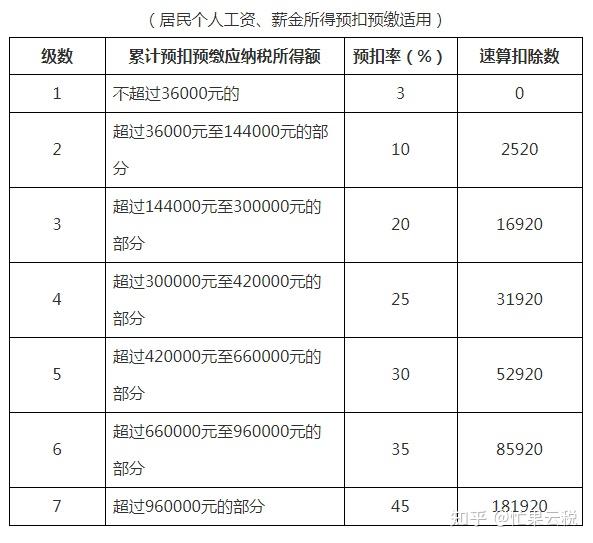 （居民个人工资、薪金所得预扣预缴适用）
级数 累计预扣预缴应纳税所得额 预扣率（%） 速算扣除数
1 不超过36000元的 3 0
2 超过36000元至144000元的部
分 10 2520
3 超过144000元至300000元的
部分 20 16920
4 超过300000元至420000元的
部分 25 31920
5 超过420000元至660000元的
部分 30 52920
6 超过660000元至960000元的
部分 35 85920
7 超过960000元的部分 45 181920
知乎 @忙果云税